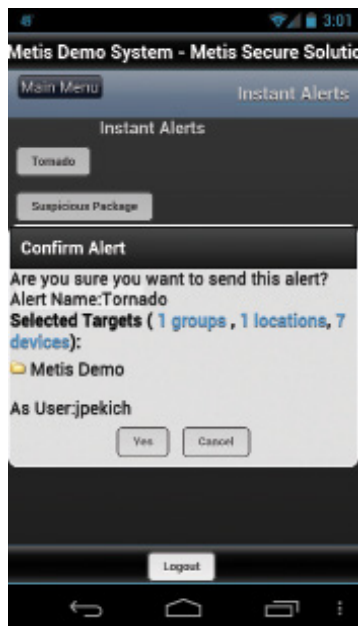 48° 3:01
Metis Demo System - Metis Secure Solutio
Main Menu Instant Alerts
Instant Alerts
Tornado
Suspicious Package
Confirm Alert
Are you sure you want to send this alert?
Alert Name:Tornado
Selected Targets ( 1 groups , 1 locations, 7
devices):
Metis Demo
As User:jpekich
Yes Cancel
Logout